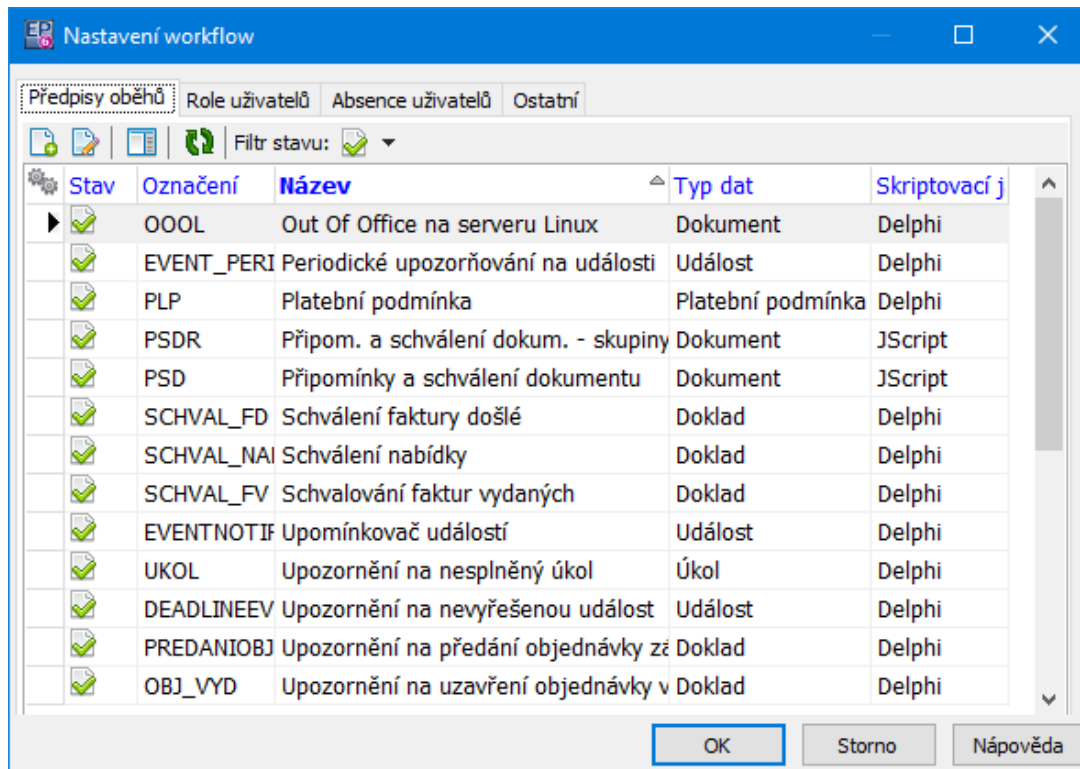 Nastavení workflow
Předpisy oběhů Role uživatelů Absence uživatelů Ostatní
Filtr stavu:
Stav Označení Název Typ dat Skriptovací j
OOOL Out Of Office na serveru Linux Dokument Delphi
EVENT_PERI Periodické upozorňování na události Událost Delphi
PLP Platební podmínka Platební podmínka Delphi
PSDR Připom. a schválení dokum. - skupiny Dokument JScript
PSD Připomínky a schválení dokumentu Dokument JScript
SCHVAL_FD Schválení faktury došlé Doklad Delphi
SCHVAL_NA Schválení nabídky Doklad Delphi
SCHVAL_FV Schvalování faktur vydaných Doklad Delphi
EVENTNOTIF Upomínkovač událostí Událost Delphi
UKOL Upozornění na nesplněný úkol Úkol Delphi
DEADLINEEV Upozornění na nevyřešenou událost Událost Delphi
PREDANIOBJ Upozornění na předání objednávky zá Doklad Delphi
OBJ_VYD Upozornění na uzavření objednávky v Doklad Delphi
OK Storno Nápověda